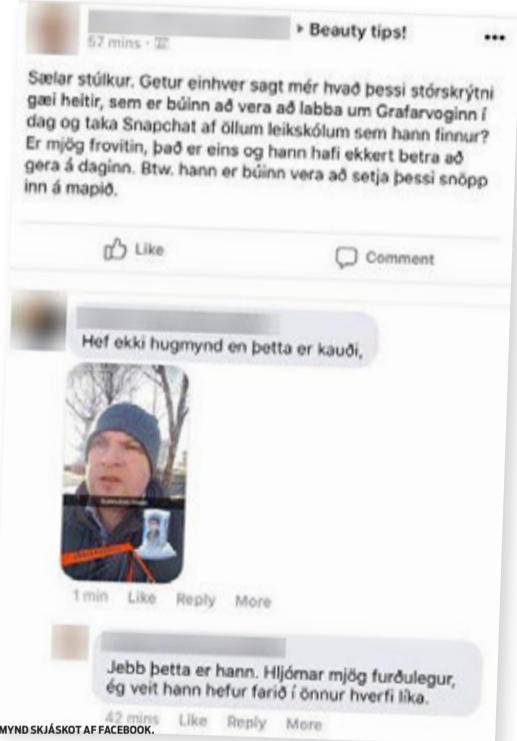 ▸ Beauty tips!
57 mins ·
Sælar stúlkur. Getur einhver sagt mér hvað þessi stórskrýtni
gæi heitir, sem er búinn að vera að labba um Grafarvoginn í
dag og taka Snapchat af öllum leikskólum sem hann finnur?
Er mjög frovitin, það er eins og hann hafi ekkert betra að
gera á daginn. Btw. hann er búinn vera að setja þessi snöpp
inn á mapið.
Like
Comment
Hef ekki hugmynd en þetta er kauði,
1 min Like Reply More
Jebb þetta er hann. Hljómar mjög furðulegur,
ég veit hann hefur farið í önnur hverfi líka.
42 mins Like Reply More
MYND SKJÁSKOT AF FACEBOOK.